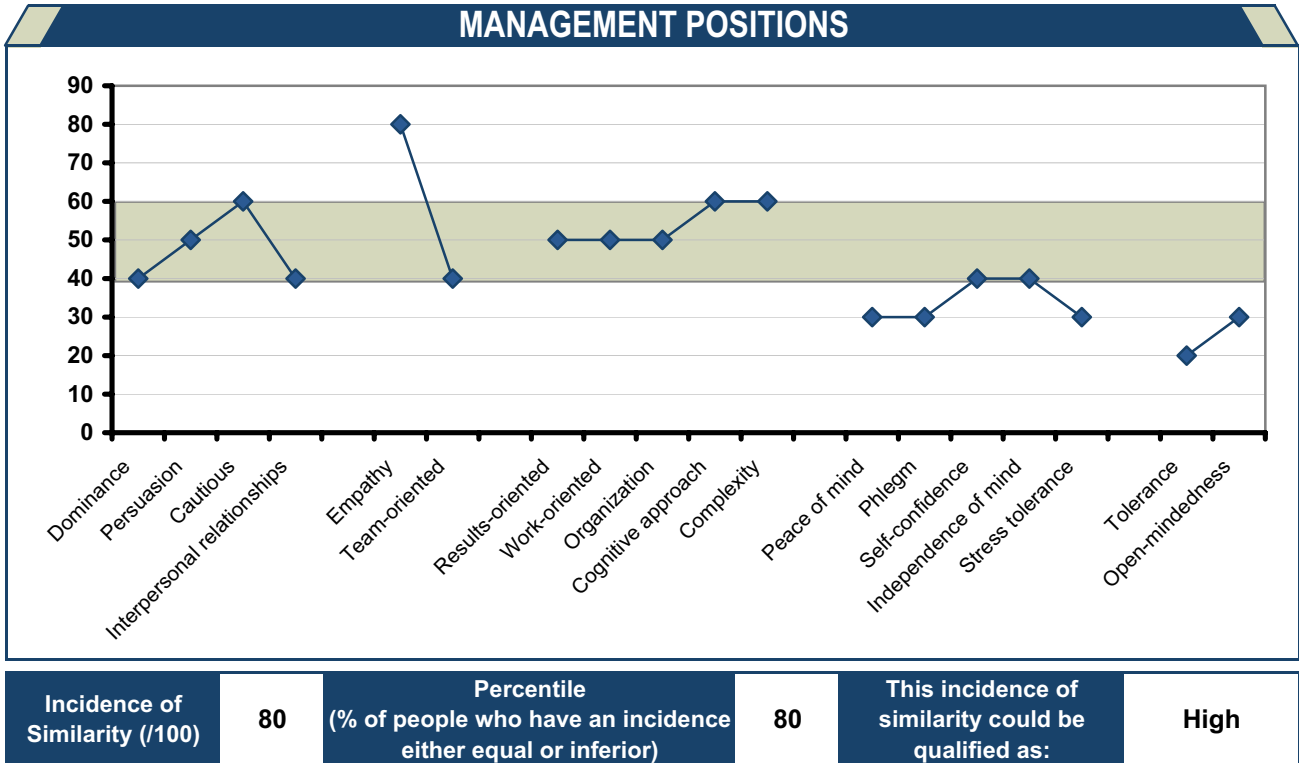 MANAGEMENT POSITIONS
90
80
70
60
50
40
30
20
10
0
Dominance
Persuasion
Cautious
Interpersonal relationships
Empathy
Team-oriented
Results-oriented
Work-oriented
Organization
Cognitive approach
Complexity
Peace of mind
Phlegm
Self-confidence
Independence of mind
Stress tolerance
Tolerance
Open-mindedness
Incidence of
Similarity (/100)
80
Percentile
(% of people who have an incidence
either equal or inferior)
80
This incidence of
similarity could be
qualified as:
High